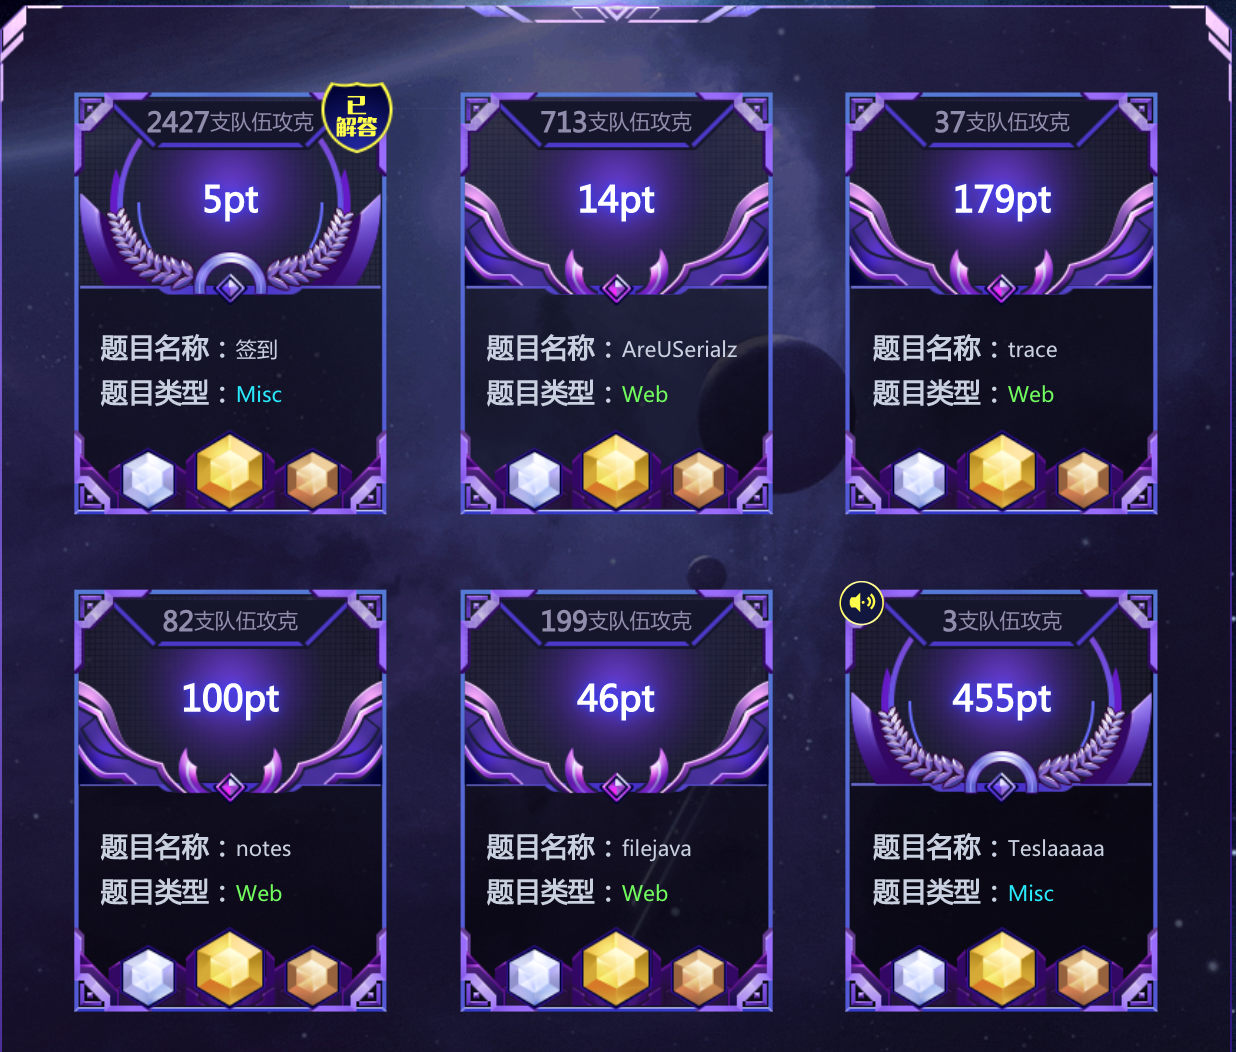 2427支队伍攻克
已
解答
5pt
题目名称：签到
题目类型：Misc
713支队伍攻克
14pt
题目名称：AreUSerialz
题目类型：Web
37支队伍攻克
179pt
题目名称：trace
题目类型：Web
82支队伍攻克
100pt
题目名称：notes
题目类型：Web
199支队伍攻克
46pt
题目名称：filejava
题目类型：Web
3支队伍攻克
455pt
题目名称：Teslaaaaa
题目类型：Misc